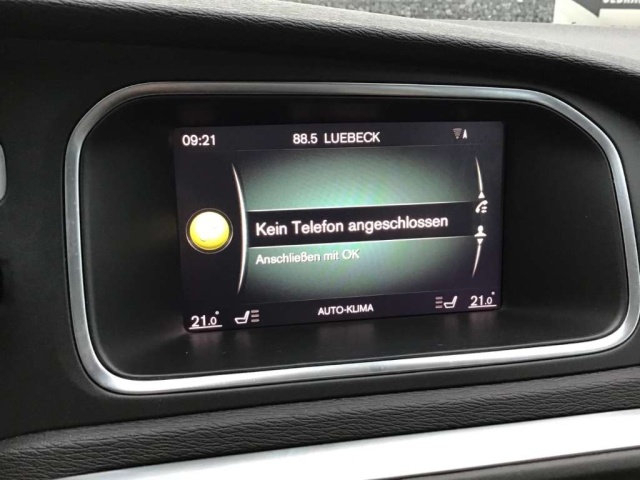 09:21 88.5 LUEBECK
Kein Telefon angeschlossen
Anschließen mit OK
21.0° AUTO-KLIMA 21.0°